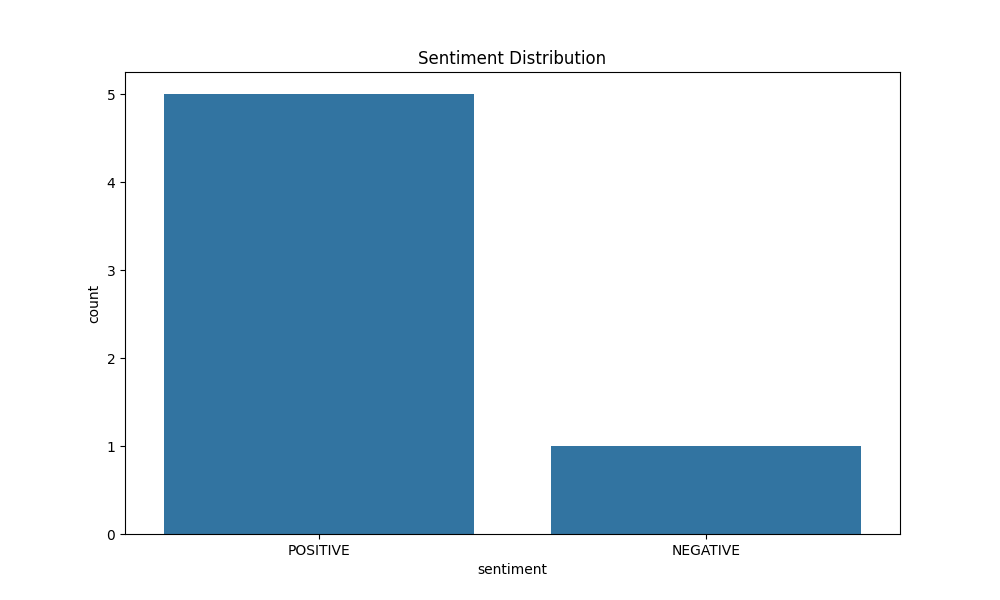 Sentiment Distribution
5
4
3
2
1
0
count
POSITIVE
NEGATIVE
sentiment